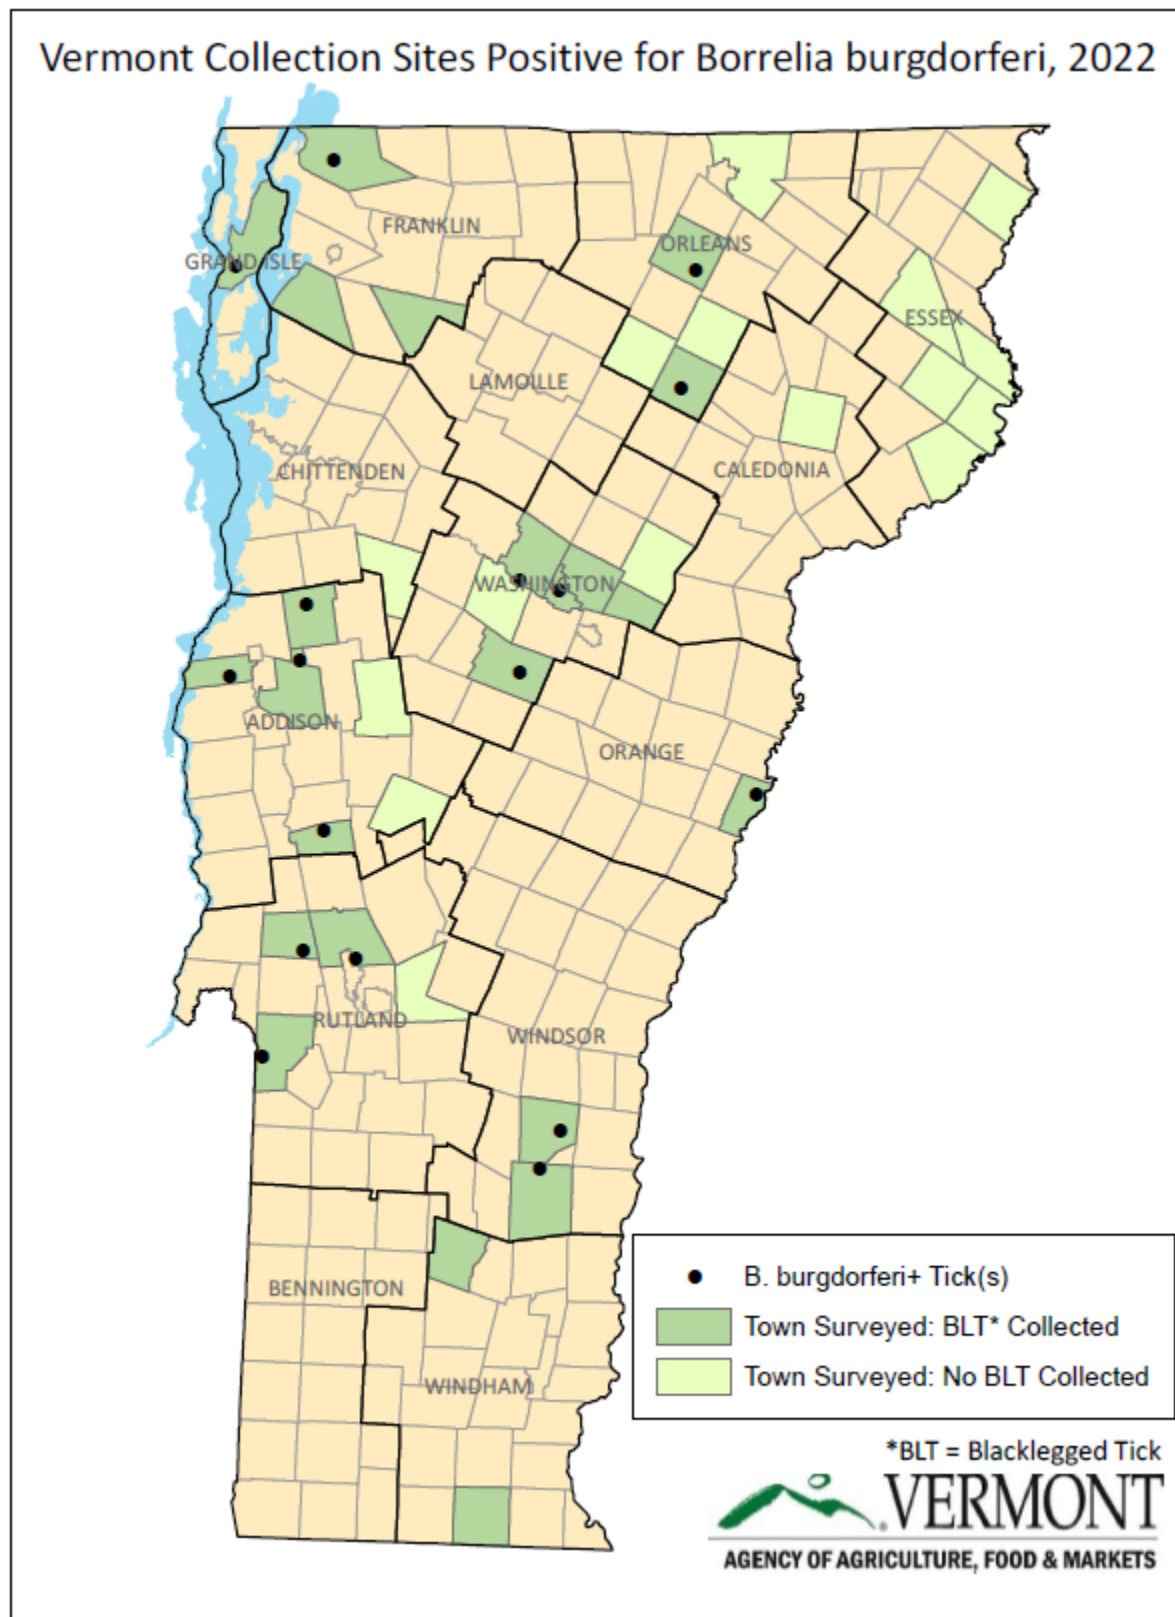 Vermont Collection Sites Positive for Borrelia burgdorferi, 2022
FRANKLIN
ORLEANS
GRAND ISLE
ESSEX
LAMOILLE
CHITTENDEN
CALEDONIA
WASHINGTON
ADDISON
ORANGE
RUTLAND
WINDSOR
BENNINGTON
WINDHAM
B. burgdorferi+ Tick(s)
Town Surveyed: BLT* Collected
Town Surveyed: No BLT Collected
*BLT = Blacklegged Tick
VERMONT
AGENCY OF AGRICULTURE, FOOD & MARKETS